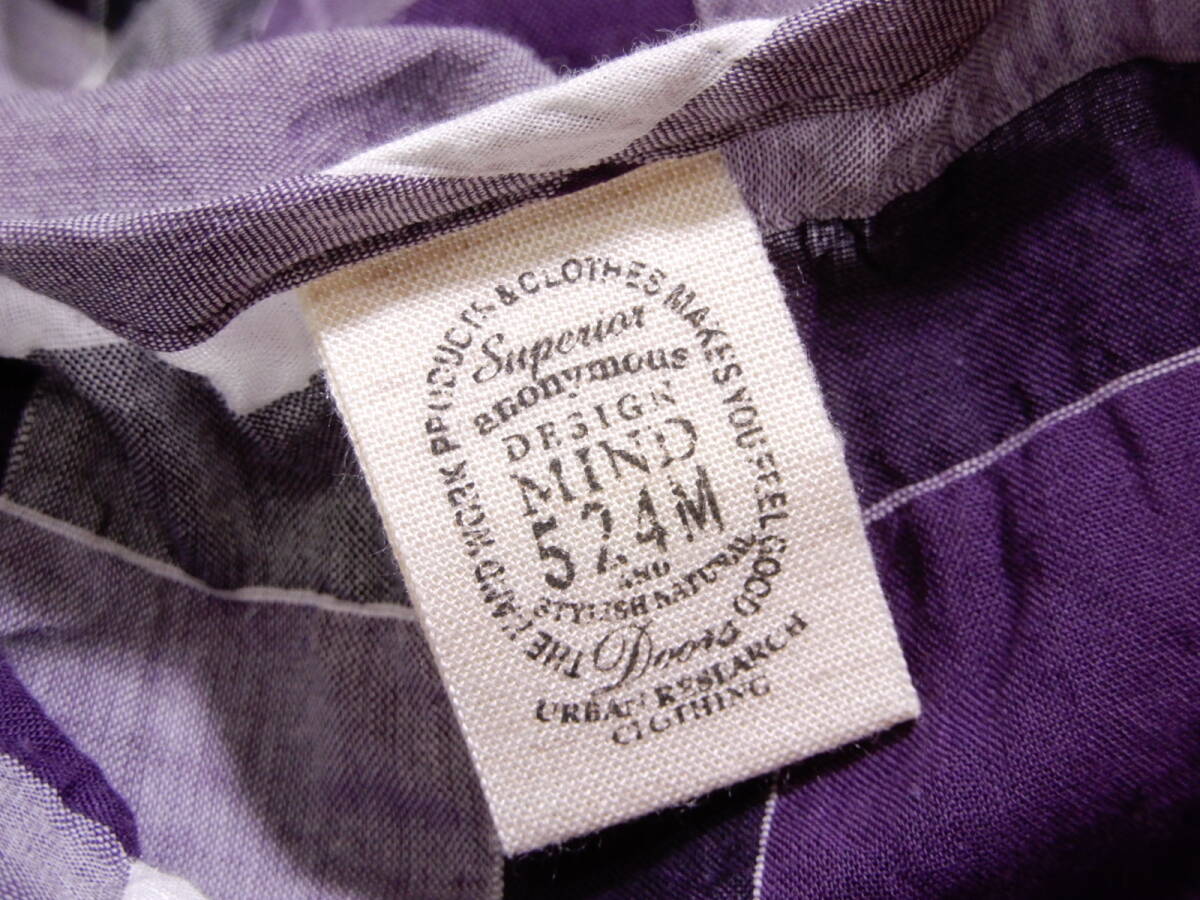 THE HAND WORK PRODUCTS & CLOTHES MAKES YOU FEEL GOOD
Superior
anonymous
DESIGN
MIND
524M
AND
STYLISH NATURAL
Doors
URBAN RESEARCH
CLOTHING